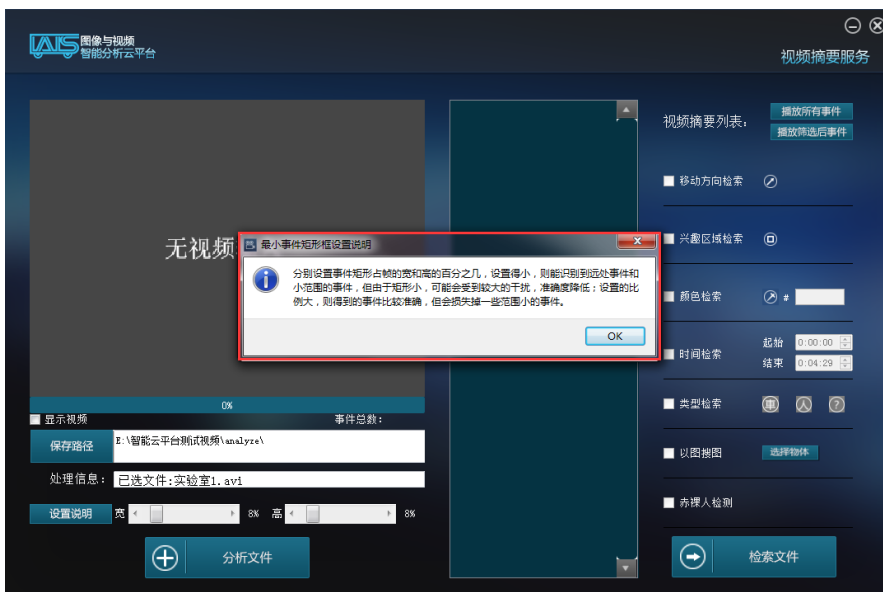 IAIS
图像与视频
智能分析云平台
视频摘要服务
视频摘要列表：
播放所有事件
播放筛选后事件
移动方向检索
无视频
最小事件矩形框设置说明
分别设置事件矩形占帧的宽和高的百分之几，设置得小，则能识别到远处事件和
小范围的事件，但由于矩形小，可能会受到较大的干扰，准确度降低；设置的比
例大，则得到的事件比较准确，但会损失掉一些范围小的事件。
OK
兴趣区域检索
颜色检索
#
时间检索
起始 0:00:00
结束 0:04:29
0%
显示视频
事件总数：
类型检索
車 人 ?
保存路径
E:\智能云平台测试视频\analyze\
以图搜图
选择物体
处理信息：
已选文件:实验室1.avi
赤裸人检测
设置说明 宽 8% 高 8%
分析文件
检索文件